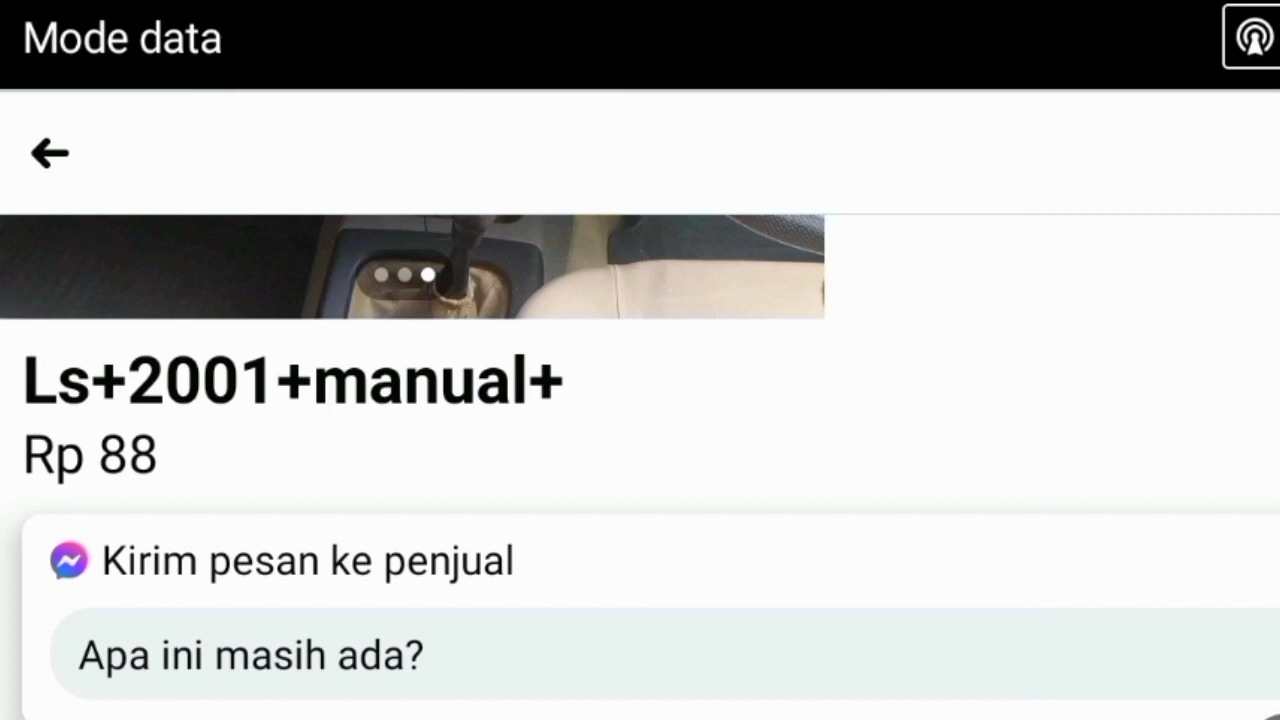 Mode data
Ls+2001+manual+
Rp 88
Kirim pesan ke penjual
Apa ini masih ada?